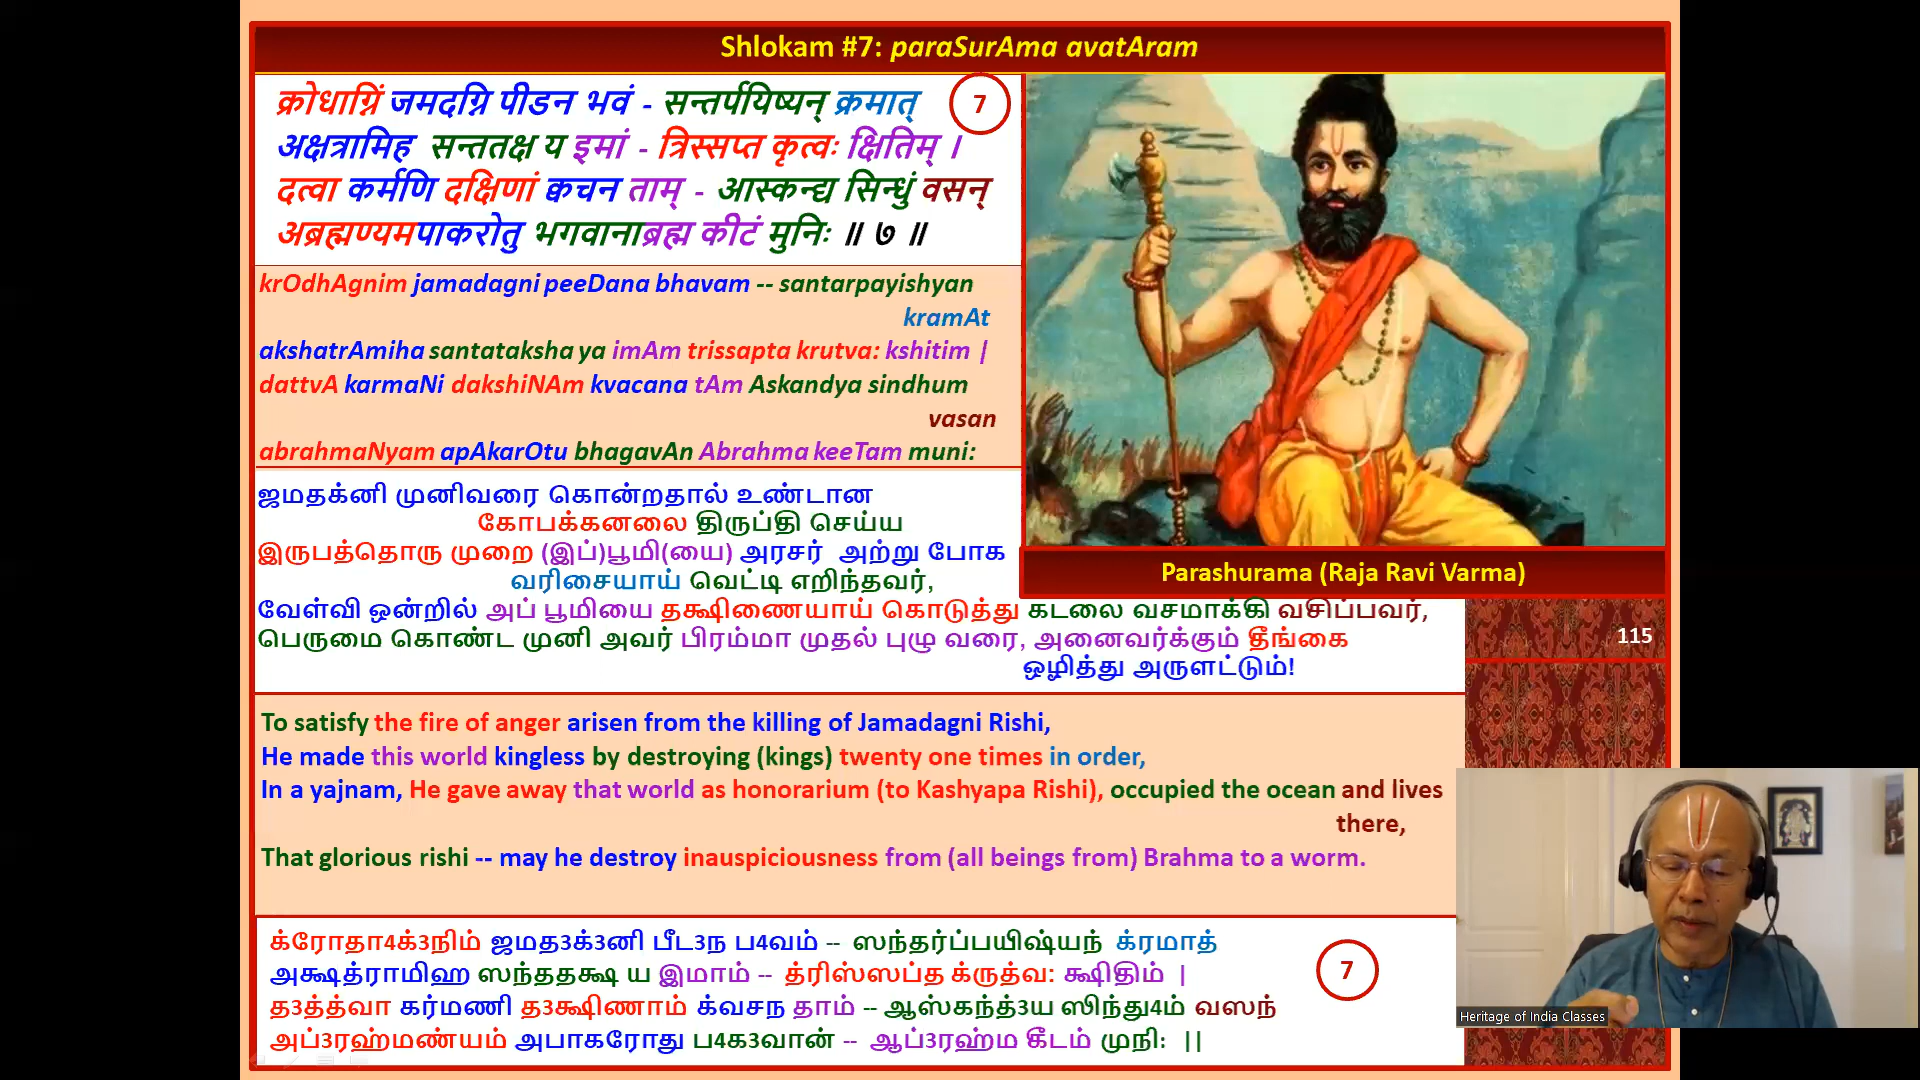 Shlokam #7: paraSurAma avatAram
क्रोधाग्निं जमदग्नि पीडन भवं - सन्तर्पयिष्यन् क्रमात्
7
अक्षत्रामिह सन्ततक्ष य इमां - त्रिस्सप्त कृत्वः क्षितिम् ।
दत्वा कर्मणि दक्षिणां क्वचन ताम् - आस्कन्द्य सिन्धुं वसन्
अब्रह्मण्यमपाकरोतु भगवानाब्रह्म कीटं मुनिः ॥ ७ ॥
krOdhAgnim jamadagni peeDana bhavam -- santarpayishyan
kramAt
akshatrAmiha santataksha ya imAm trissapta krutva: kshitim |
dattvA karmaNi dakshiNAm kvacana tAm Askandya sindhum
vasan
abrahmaNyam apAkarOtu bhagavAn Abrahma keeTam muni:
Parashurama (Raja Ravi Varma)
ஜமதக்னி முனிவரை கொன்றதால் உண்டான
கோபக்கனலை திருப்தி செய்ய
இருபத்தொரு முறை (இப்)பூமி(யை) அரசர் அற்று போக
வரிசையாய் வெட்டி எறிந்தவர்,
வேள்வி ஒன்றில் அப் பூமியை தக்ஷிணையாய் கொடுத்து கடலை வசமாக்கி வசிப்பவர்,
பெருமை கொண்ட முனி அவர் பிரம்மா முதல் புழு வரை, அனைவர்க்கும் தீங்கை
ஒழித்து அருளட்டும்!
115
To satisfy the fire of anger arisen from the killing of Jamadagni Rishi,
He made this world kingless by destroying (kings) twenty one times in order,
In a yajnam, He gave away that world as honorarium (to Kashyapa Rishi), occupied the ocean and lives
there,
That glorious rishi -- may he destroy inauspiciousness from (all beings from) Brahma to a worm.
க்ரோதா4க்3நிம் ஜமத3க்3னி பீட3ந ப4வம் -- ஸந்தர்ப்பயிஷ்யந் க்ரமாத்
அக்ஷத்ராமிஹ ஸந்ததக்ஷ ய இமாம் -- த்ரிஸ்ஸப்த க்ருத்வ: க்ஷிதிம் |
7
த3த்த்வா கர்மணி த3க்ஷிணாம் க்வசந தாம் -- ஆஸ்கந்த்3ய ஸிந்து4ம் வஸந்
அப்3ரஹ்மண்யம் அபாகரோது ப4க3வான் -- ஆப்3ரஹ்ம கீடம் முநி: ||
Heritage of India Classes